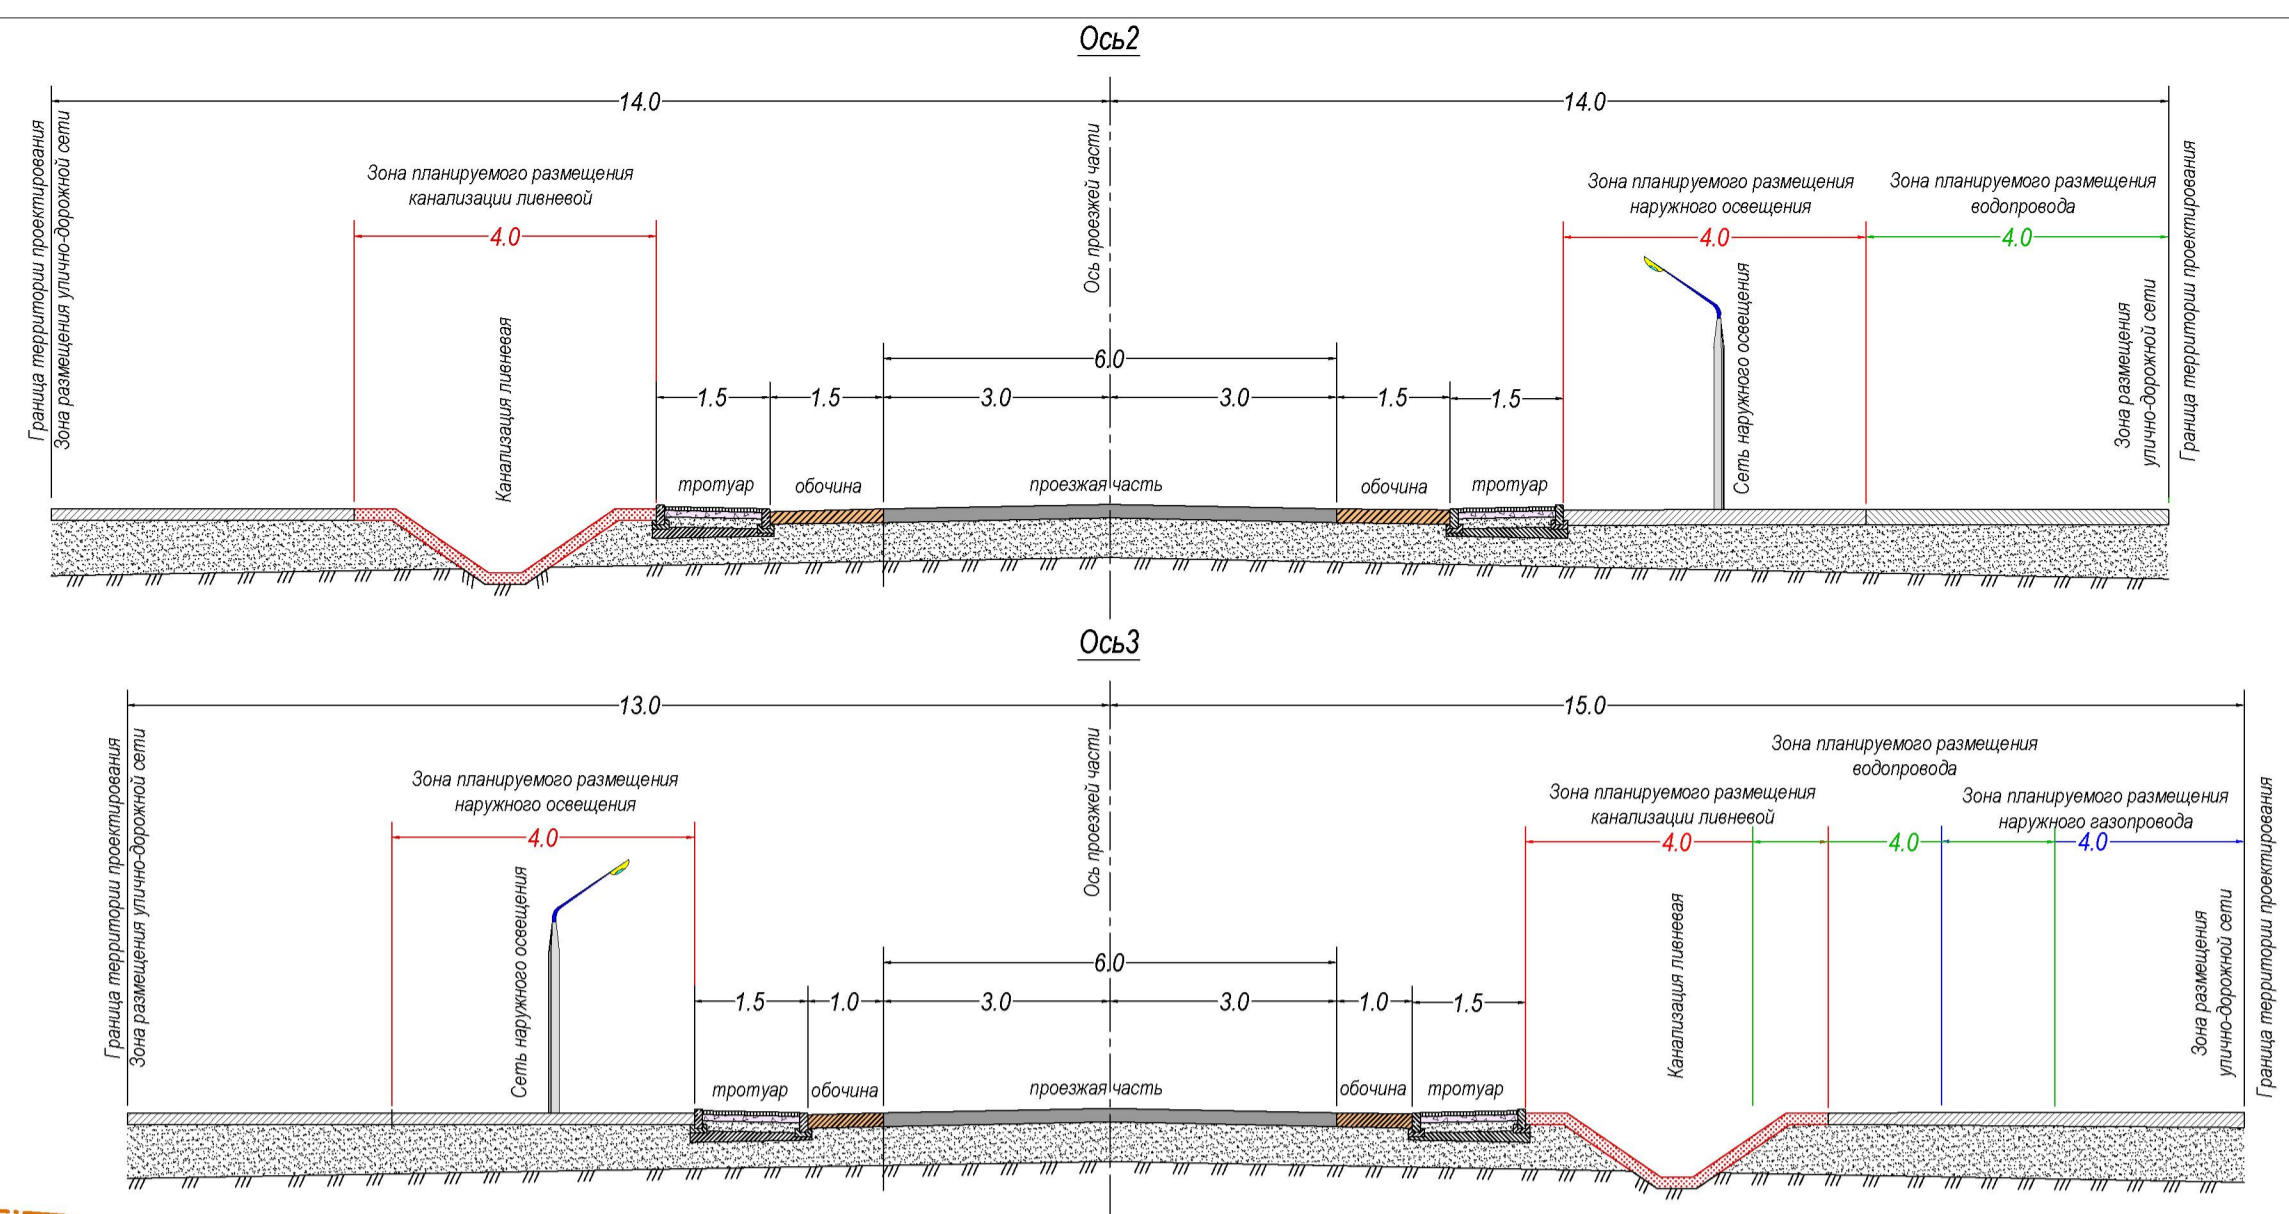 Ось2
14.0
14.0
Граница территории проектирования
Зона размещения улично-дорожной сети
Зона планируемого размещения
канализации ливневой
4.0
Канализация ливневая
Ось проезжей части
Зона планируемого размещения
наружного освещения
4.0
Зона планируемого размещения
водопровода
4.0
Сеть наружного освещения
Зона размещения
улично-дорожной сети
Граница территории проектирования
6.0
1.5
1.5
3.0
3.0
1.5
1.5
тротуар
обочина
проезжая часть
обочина
тротуар
Ось3
13.0
15.0
Граница территории проектирования
Зона размещения улично-дорожной сети
Зона планируемого размещения
наружного освещения
4.0
Сеть наружного освещения
Ось проезжей части
Зона планируемого размещения
водопровода
Зона планируемого размещения
канализации ливневой
Зона планируемого размещения
наружного газопровода
4.0
4.0
4.0
Канализация ливневая
Зона размещения
улично-дорожной сети
Граница территории проектирования
6.0
1.5
1.0
3.0
3.0
1.0
1.5
тротуар
обочина
проезжая часть
обочина
тротуар